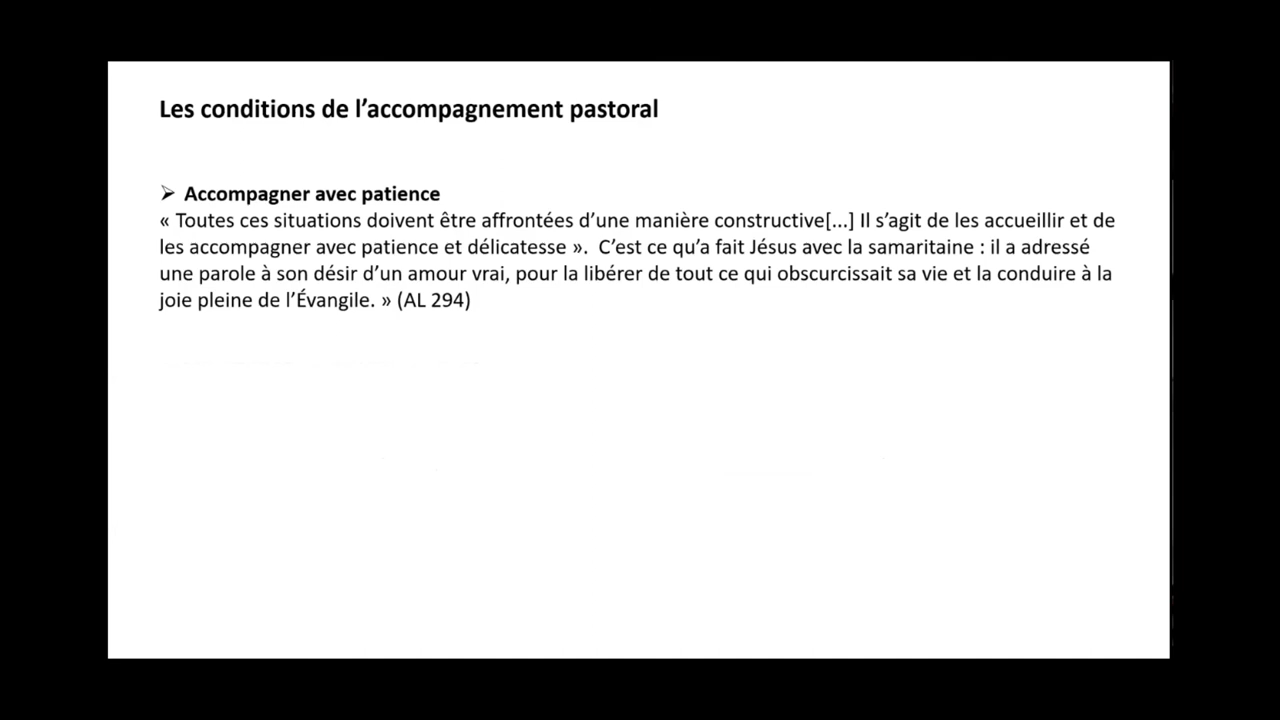 Les conditions de l’accompagnement pastoral
➢ Accompagner avec patience
« Toutes ces situations doivent être affrontées d’une manière constructive[...] Il s’agit de les accueillir et de
les accompagner avec patience et délicatesse ».  C’est ce qu’a fait Jésus avec la samaritaine : il a adressé
une parole à son désir d’un amour vrai, pour la libérer de tout ce qui obscurcissait sa vie et la conduire à la
joie pleine de l’Évangile. » (AL 294)